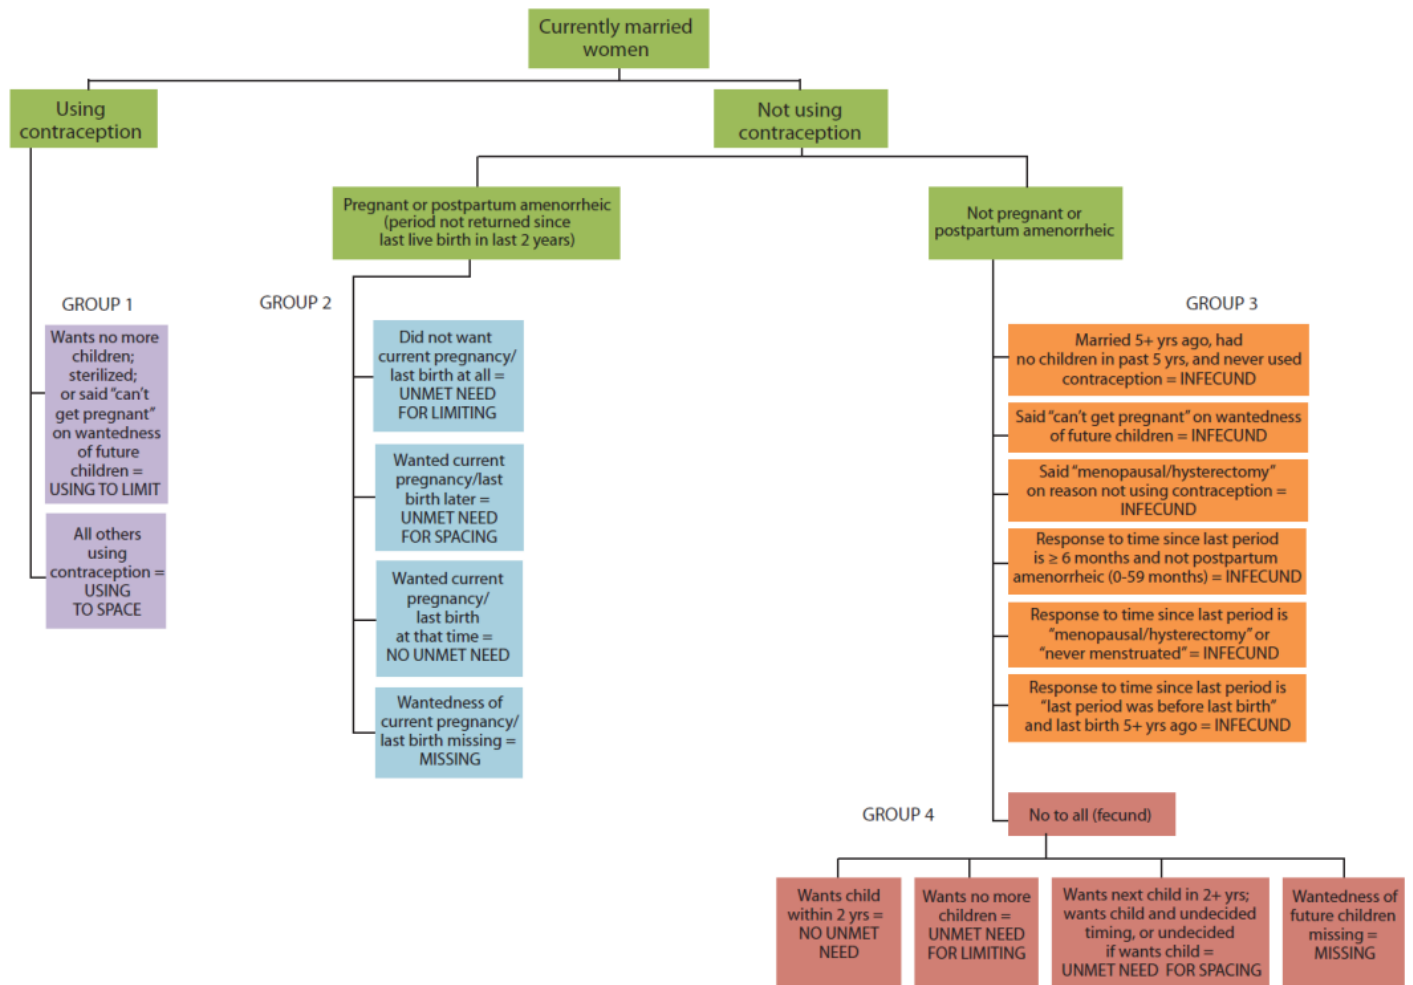 Currently married
women
Using
contraception
Not using
contraception
Pregnant or postpartum amenorrheic
(period not returned since
last live birth in last 2 years)
Not pregnant or
postpartum amenorrheic
GROUP 1
Wants no more
children;
sterilized;
or said “can’t
get pregnant”
on wantedness
of future
children =
USING TO LIMIT
All others
using
contraception =
USING
TO SPACE
GROUP 2
Did not want
current pregnancy/
last birth at all =
UNMET NEED
FOR LIMITING
Wanted current
pregnancy/last
birth later =
UNMET NEED
FOR SPACING
Wanted current
pregnancy/
last birth
at that time =
NO UNMET NEED
Wantedness of
current pregnancy/
last birth missing =
MISSING
GROUP 3
Married 5+ yrs ago, had
no children in past 5 yrs, and never used
contraception = INFECUND
Said “can’t get pregnant” on wantedness
of future children = INFECUND
Said “menopausal/hysterectomy”
on reason not using contraception =
INFECUND
Response to time since last period
is ≥ 6 months and not postpartum
amenorrheic (0-59 months) = INFECUND
Response to time since last period is
“menopausal/hysterectomy” or
“never menstruated” = INFECUND
Response to time since last period is
“last period was before last birth”
and last birth 5+ yrs ago = INFECUND
GROUP 4
No to all (fecund)
Wants child
within 2 yrs =
NO UNMET
NEED
Wants no more
children =
UNMET NEED
FOR LIMITING
Wants next child in 2+ yrs;
wants child and undecided
timing, or undecided
if wants child =
UNMET NEED FOR SPACING
Wantedness of
future children
missing =
MISSING